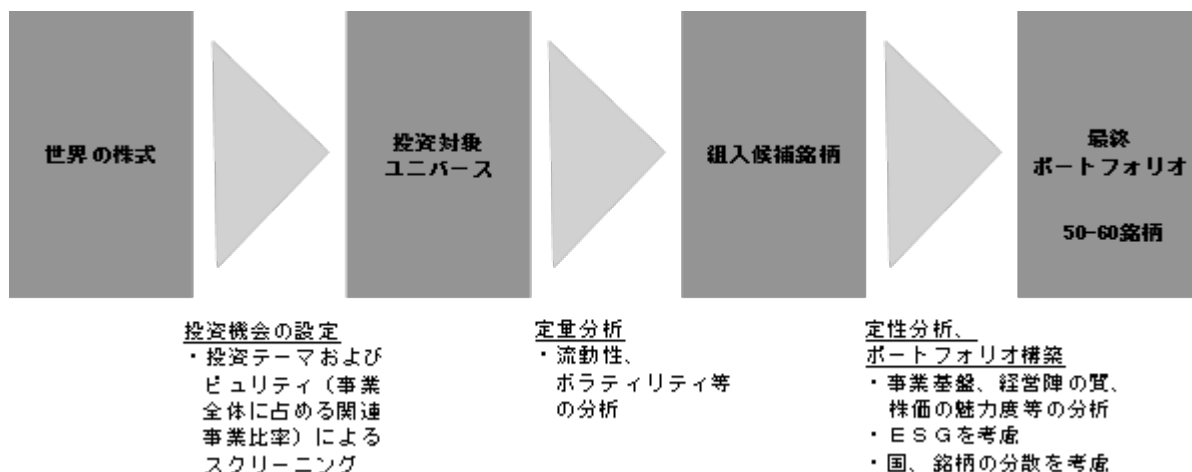 世界の株式
投資対象
ユニバース
組入候補銘柄
最終
ポートフォリオ
50-60銘柄
投資機会の設定
・投資テーマおよび
ピュリティ（事業
全体に占める関連
事業比率）による
スクリーニング
定量分析
・流動性、
ボラティリティ等
の分析
定性分析、
ポートフォリオ構築
・事業基盤、経営陣の質、
株価の魅力度等の分析
・ＥＳＧを考慮
・国、銘柄の分散を考慮